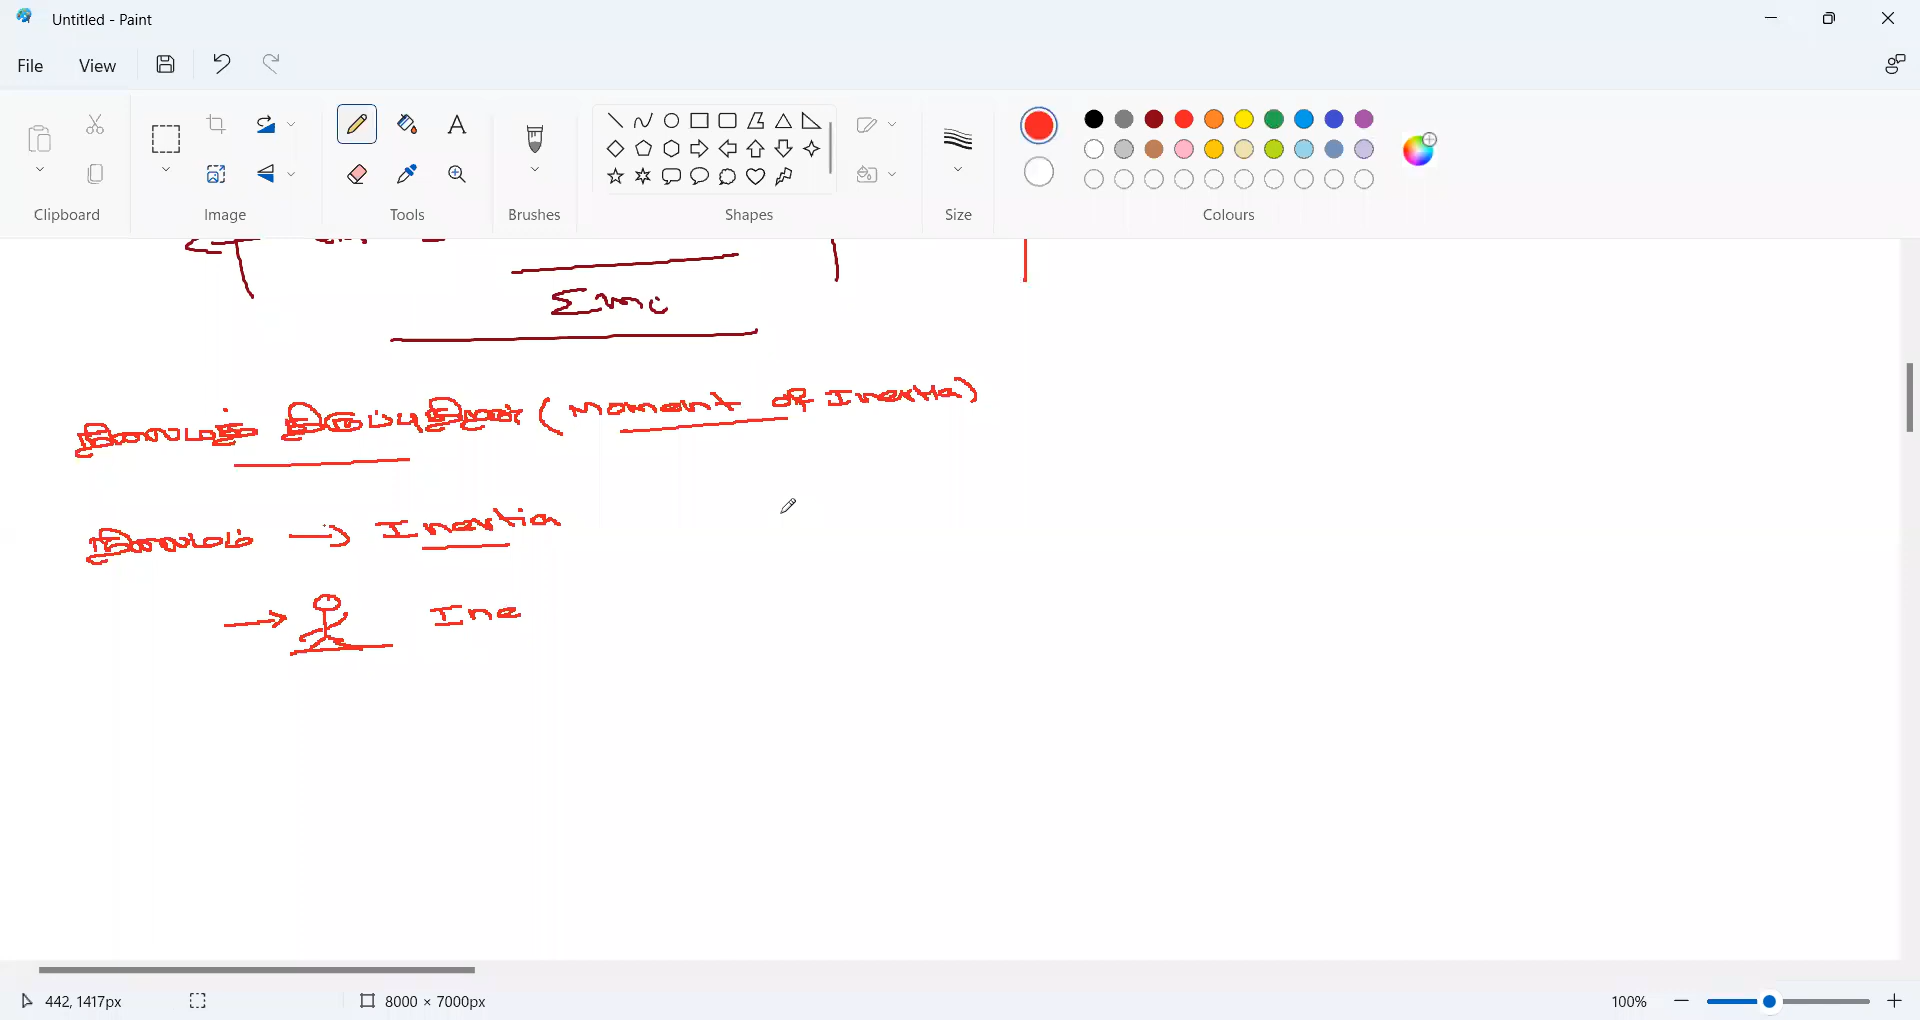 Untitled - Paint
File View
Clipboard Image Tools Brushes Shapes Size Colours
Σmi
(Moment of Inertia)
→ Inertia
→ Ine
442, 1417px 8000 × 7000px 100%